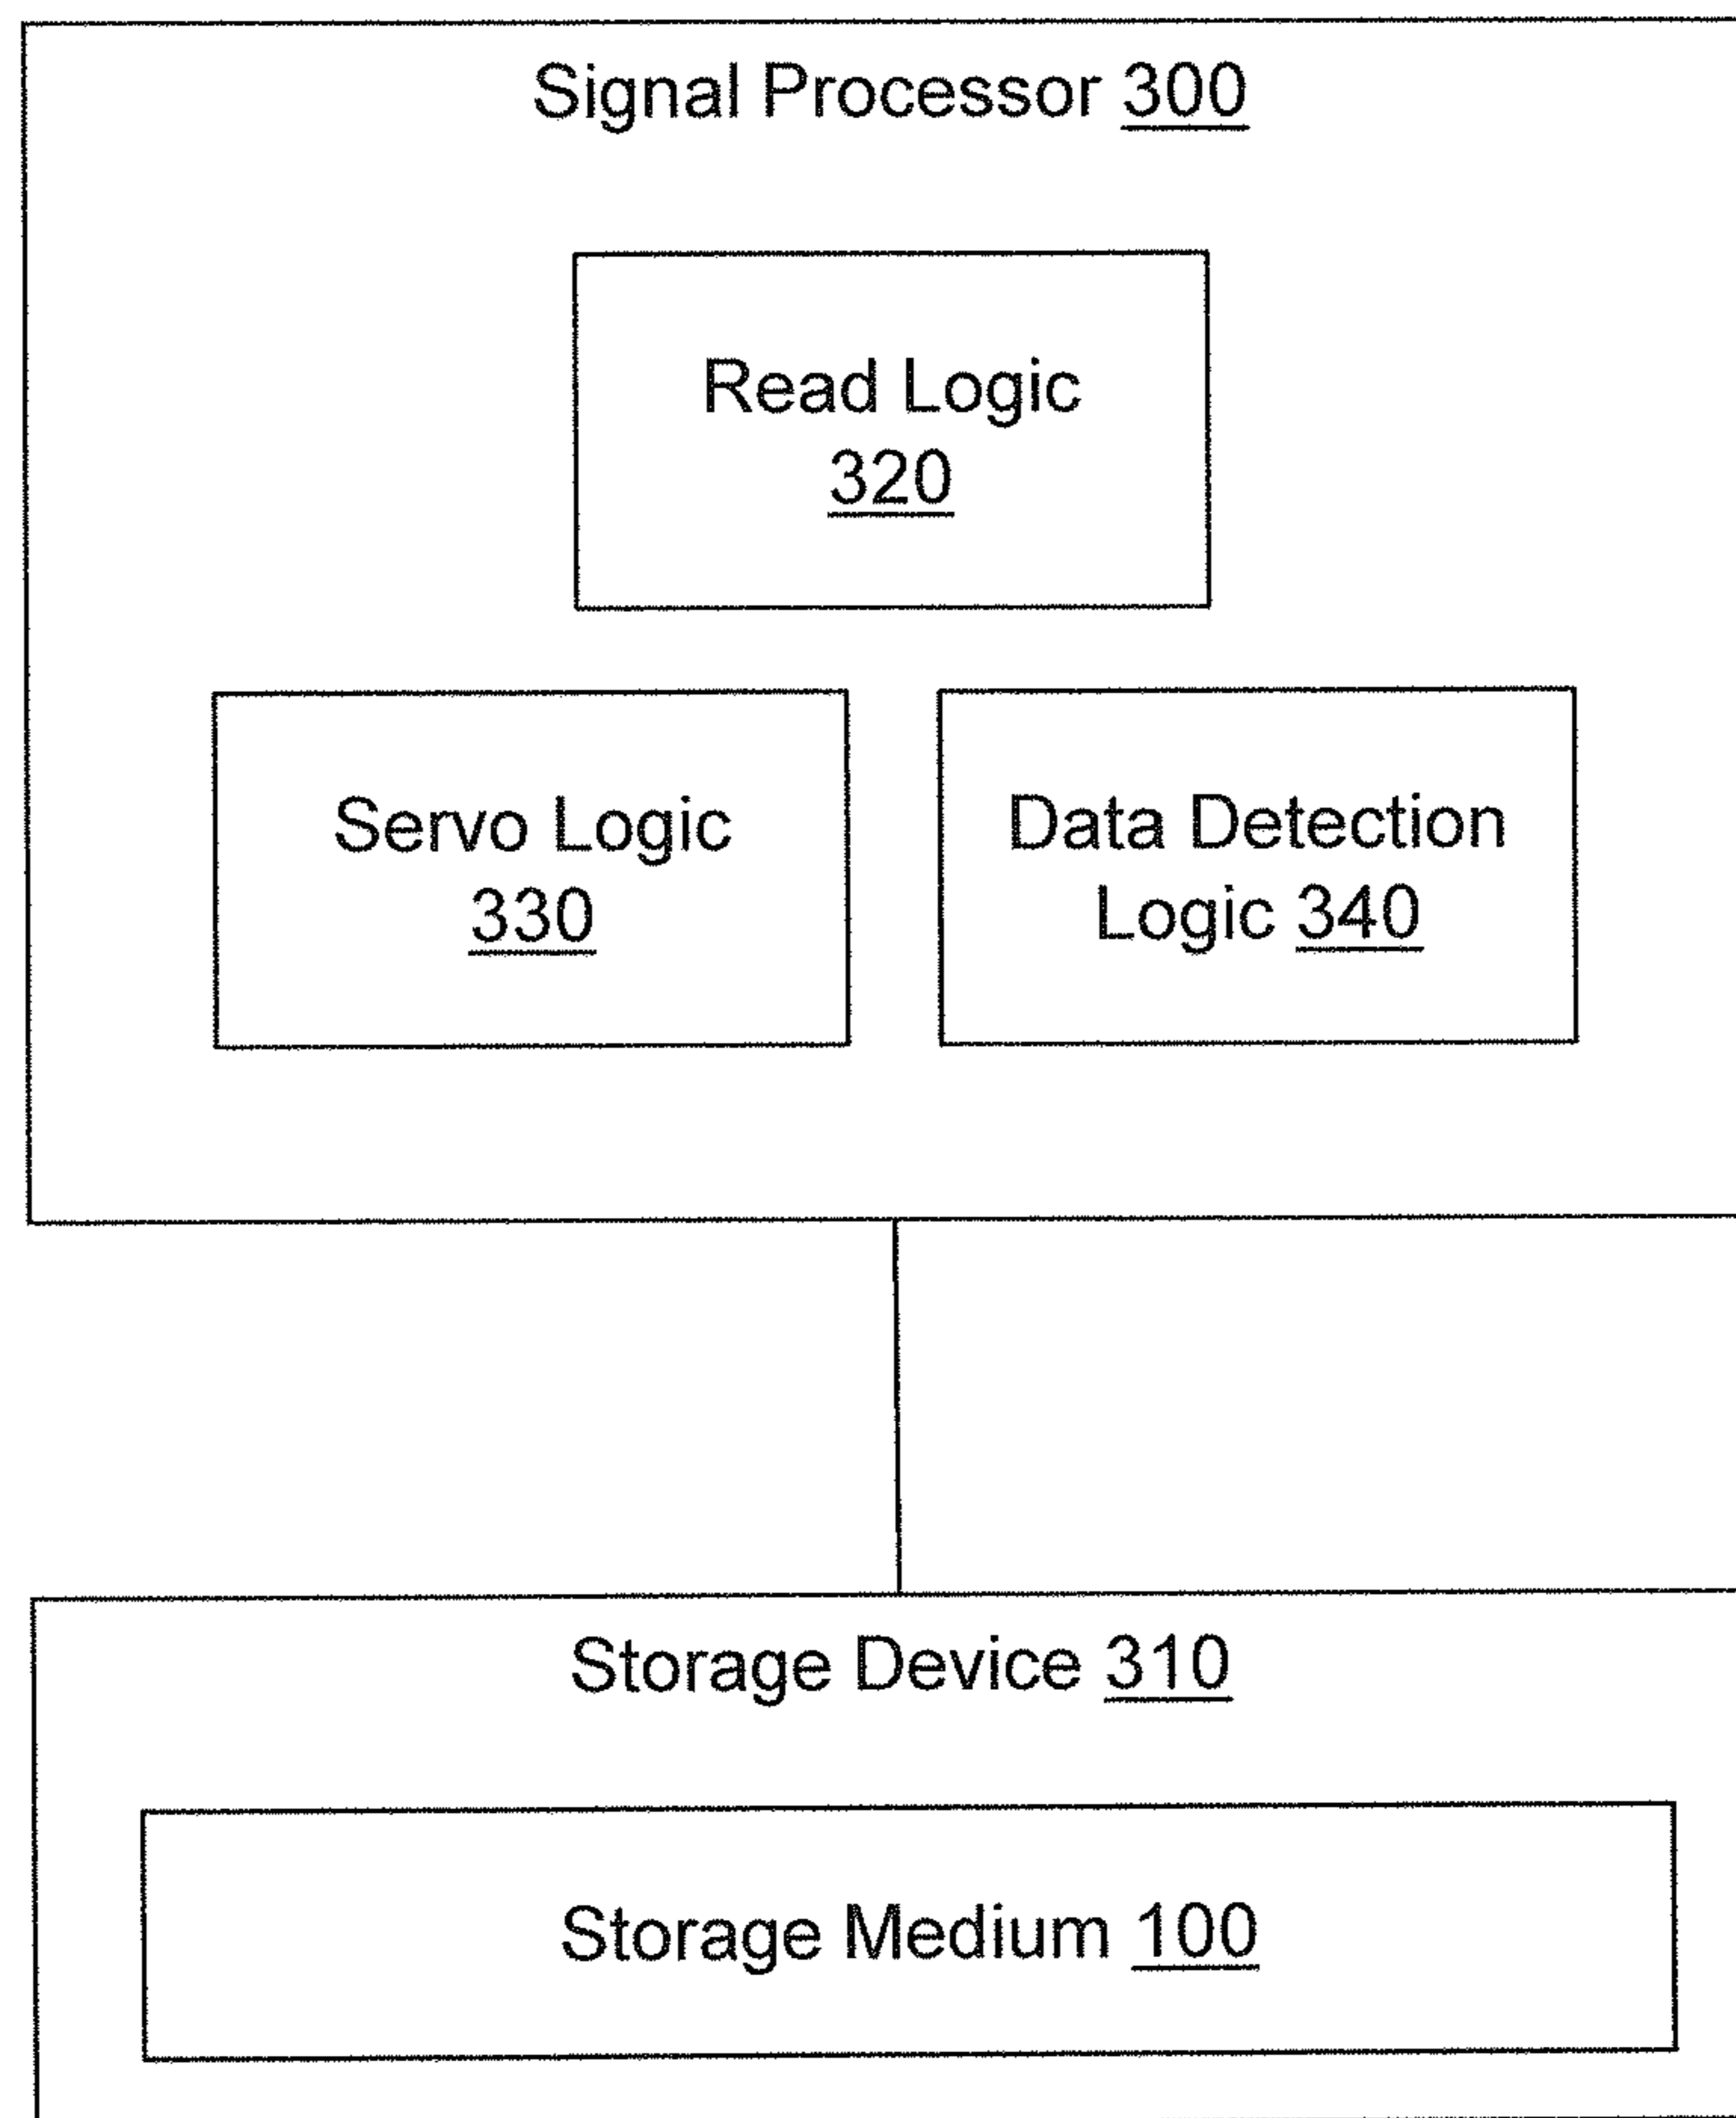 Signal Processor 300
Read Logic
320
Servo Logic
330
Data Detection
Logic 340
Storage Device 310
Storage Medium 100